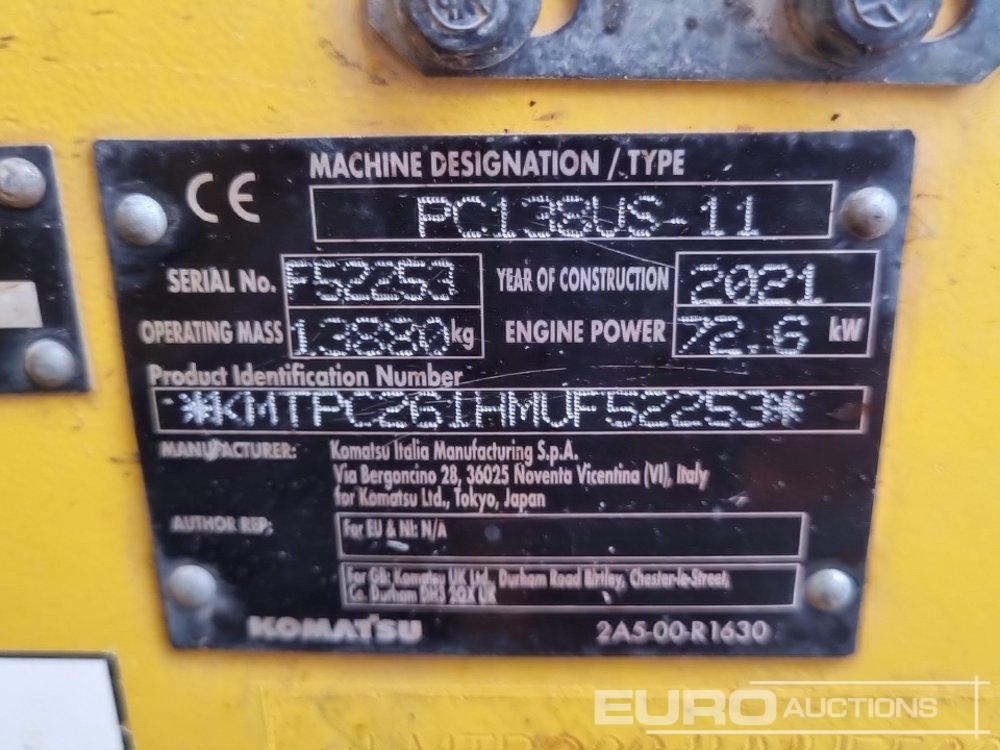 CE
MACHINE DESIGNATION / TYPE
PC138US-11
SERIAL No. F52253 YEAR OF CONSTRUCTION 2021
OPERATING MASS 13880kg ENGINE POWER 72.6 kW
Product Identification Number
*KMTPC261HMUF52253*
MANUFACTURER: Komatsu Italia Manufacturing S.p.A.
Via Bergoncino 28, 36025 Noventa Vicentina (VI), Italy
for Komatsu Ltd., Tokyo, Japan
AUTHOR REP: For EU & NI: N/A
For GB: Komatsu UK Ltd., Durham Road Birtley, Chester-le-Street,
Co. Durham DH3 2QX UK
KOMATSU 2A5-00-R1630
EURO AUCTIONS